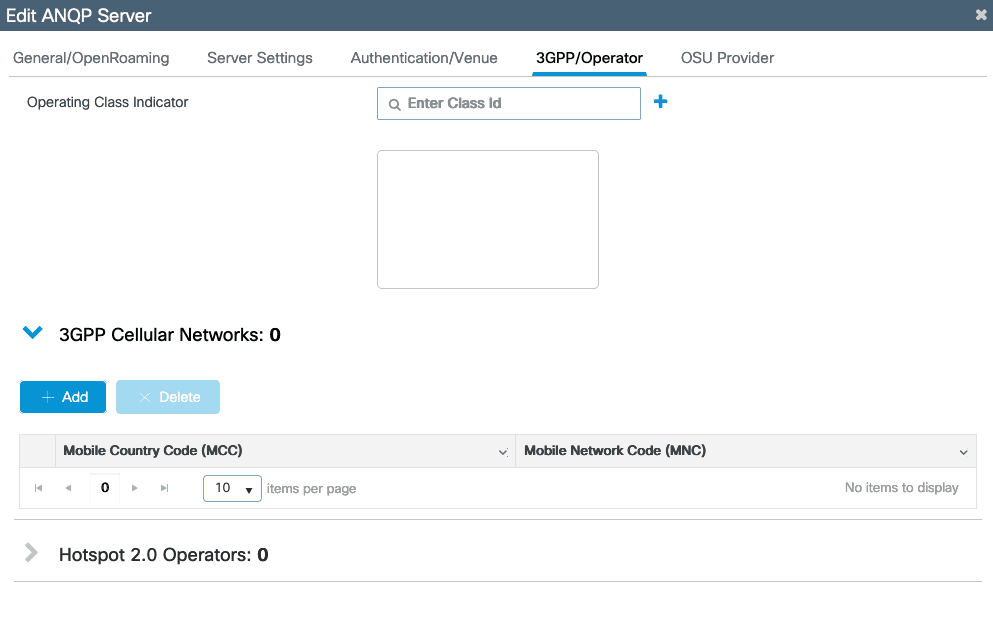 Edit ANQP Server
General/OpenRoaming Server Settings Authentication/Venue 3GPP/Operator OSU Provider
Operating Class Indicator Enter Class Id
3GPP Cellular Networks: 0
Add Delete
Mobile Country Code (MCC) Mobile Network Code (MNC)
0 10 items per page No items to display
Hotspot 2.0 Operators: 0